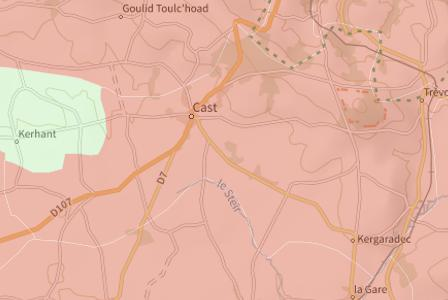 Goulid Toulc'hoad
Cast
Trévo
Kerhant
D7
le Steir
D107
Kergaradec
la Gare